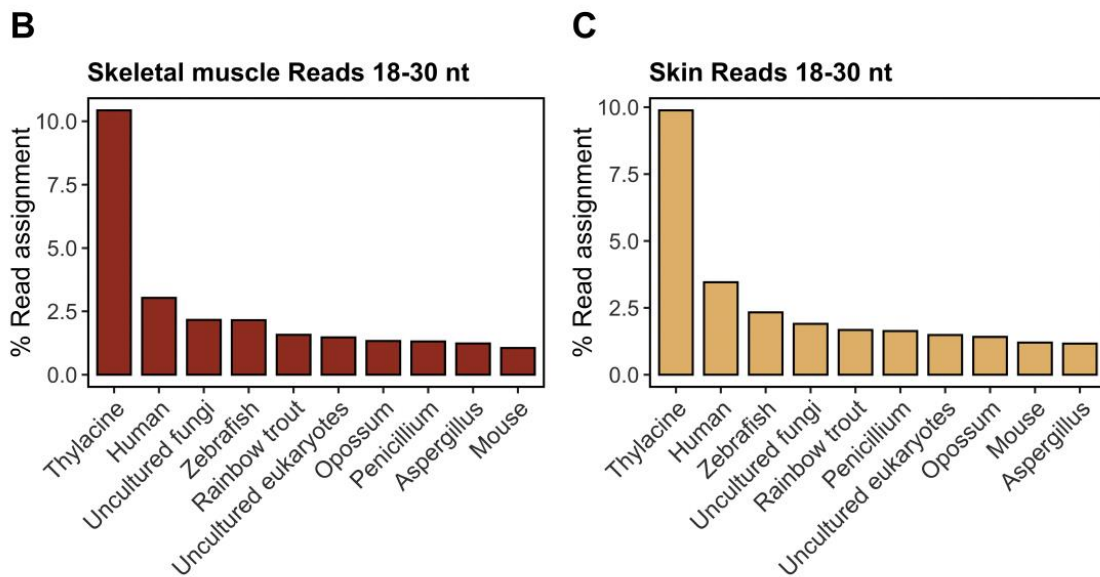 B
Skeletal muscle Reads 18-30 nt
% Read assignment
10.0
7.5
5.0
2.5
0.0
Thylacine
Human
Uncultured fungi
Zebrafish
Rainbow trout
Uncultured eukaryotes
Opossum
Penicillium
Aspergillus
Mouse
C
Skin Reads 18-30 nt
% Read assignment
10.0
7.5
5.0
2.5
0.0
Thylacine
Human
Zebrafish
Uncultured fungi
Rainbow trout
Penicillium
Uncultured eukaryotes
Opossum
Mouse
Aspergillus